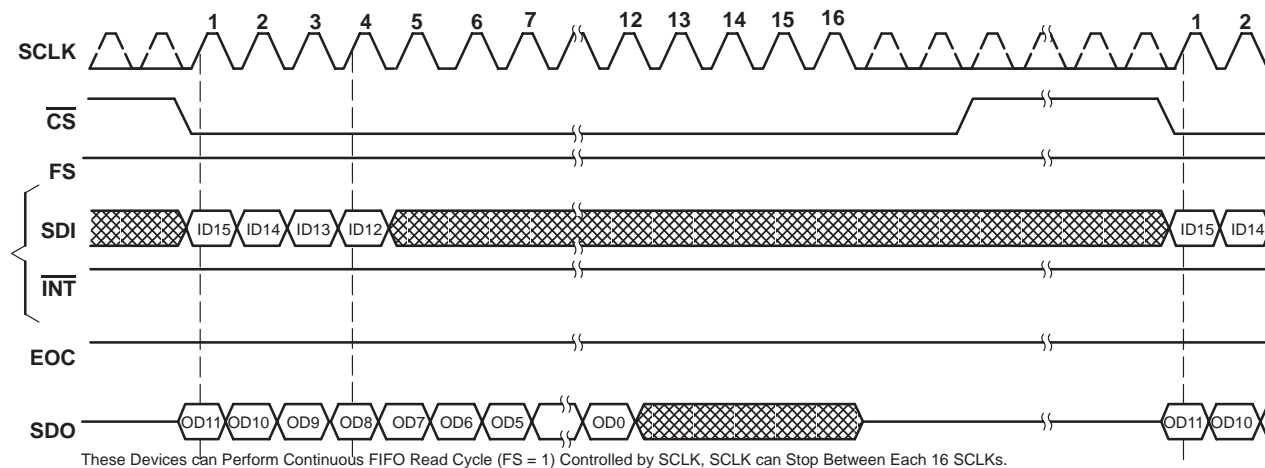 1 2 3 4 5 6 7 12 13 14 15 16 1 2
SCLK
CS
FS
SDI ID15 ID14 ID13 ID12 ID15 ID14
INT
EOC
SDO OD11 OD10 OD9 OD8 OD7 OD6 OD5 OD0 OD11 OD10
These Devices can Perform Continuous FIFO Read Cycle (FS = 1) Controlled by SCLK, SCLK can Stop Between Each 16 SCLKs.